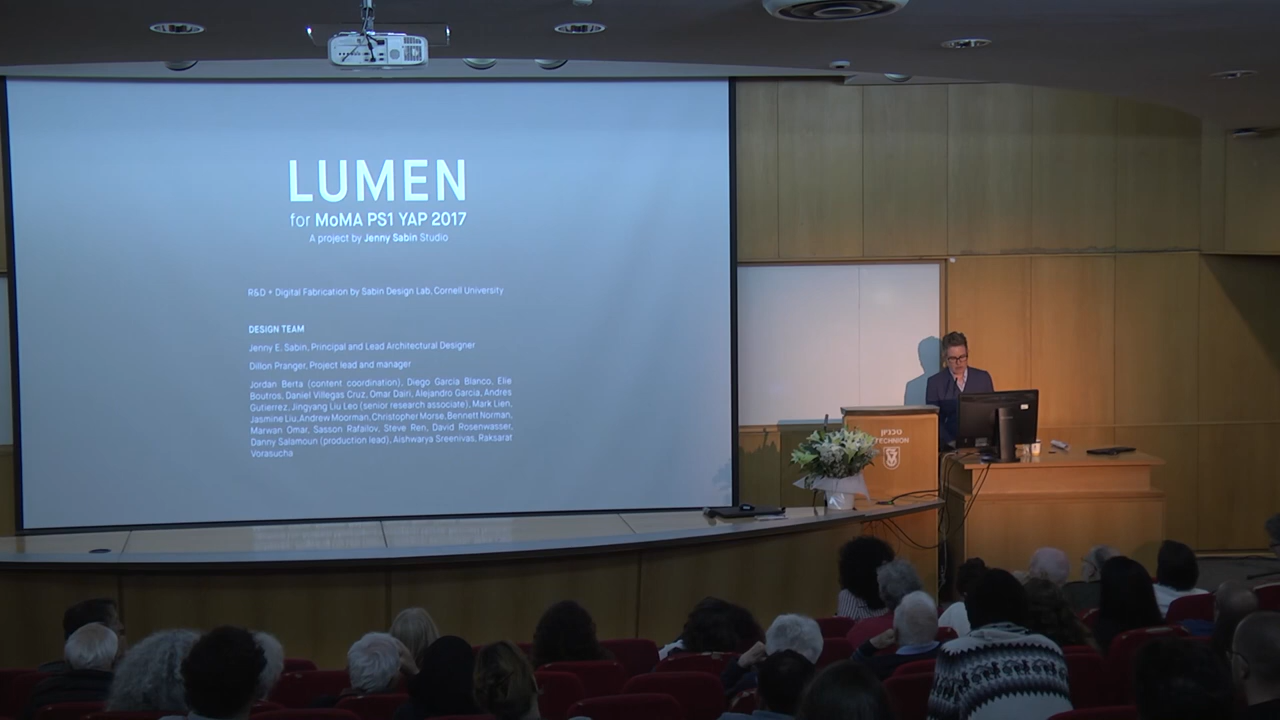 LUMEN
for MoMA PS1 YAP 2017
A project by Jenny Sabin Studio
R&D + Digital Fabrication by Sabin Design Lab, Cornell University
DESIGN TEAM
Jenny E. Sabin, Principal and Lead Architectural Designer
Dillon Pranger, Project lead and manager
Jordan Berta (content coordination), Diego Garcia Blanco, Elie
Boutros, Daniel Villegas Cruz, Omar Dairi, Alejandro Garcia, Andres
Gutierrez, Jingyang Liu Leo (senior research associate), Mark Lien,
Jasmine Liu, Andrew Moorman, Christopher Morse, Bennett Norman,
Marwan Omar, Sasson Rafailov, Steve Ren, David Rosenwasser,
Danny Salamoun (production lead), Aishwarya Sreenivas, Raksarat
Vorasucha
טכניון
TECHNION